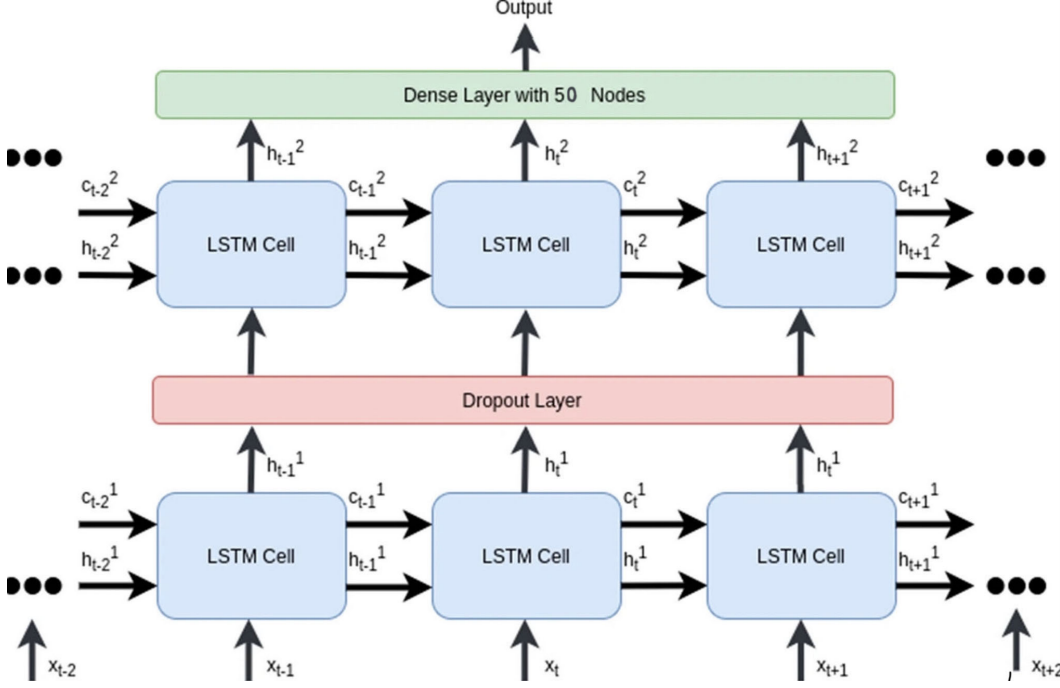 Output
Dense Layer with 50 Nodes
h_{t-1}^2 h_t^2 h_{t+1}^2
c_{t-2}^2 c_{t-1}^2 c_t^2 c_{t+1}^2
LSTM Cell LSTM Cell LSTM Cell
h_{t-2}^2 h_{t-1}^2 h_t^2 h_{t+1}^2
Dropout Layer
h_{t-1}^1 h_t^1 h_t^1
c_{t-2}^1 c_{t-1}^1 c_t^1 c_{t+1}^1
LSTM Cell LSTM Cell LSTM Cell
h_{t-2}^1 h_{t-1}^1 h_t^1 h_{t+1}^1
x_{t-2} x_{t-1} x_t x_{t+1} x_{t+2}